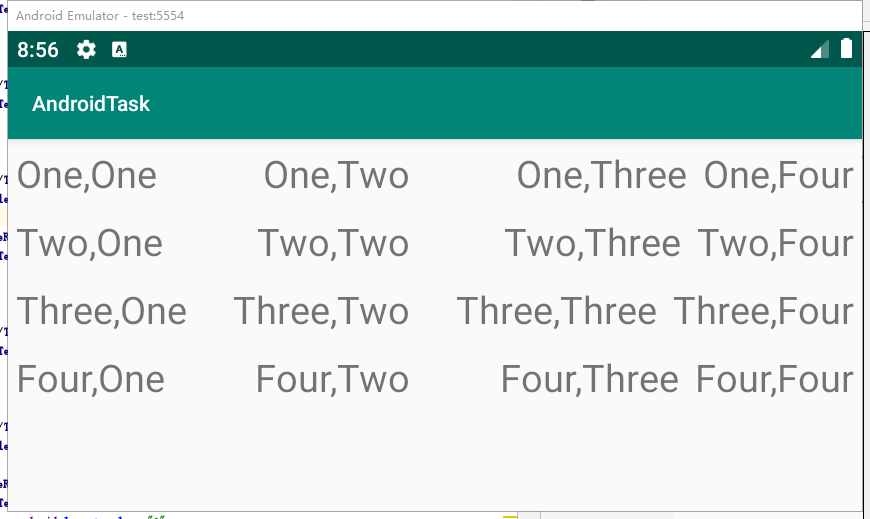 Android Emulator - test:5554
8:56 A
AndroidTask
One,One One,Two One,Three One,Four
Two,One Two,Two Two,Three Two,Four
Three,One Three,Two Three,Three Three,Four
Four,One Four,Two Four,Three Four,Four